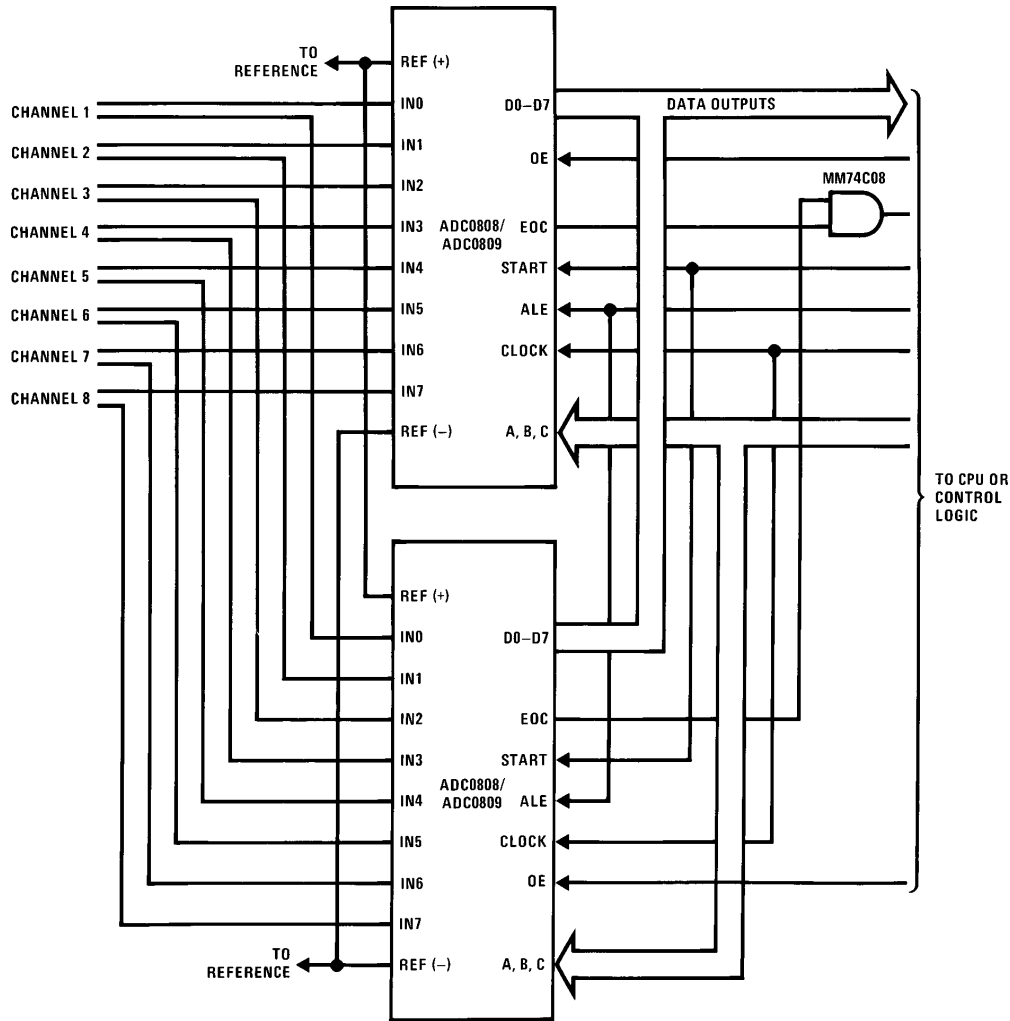 TO
REFERENCE
REF (+)
CHANNEL 1
IN0
D0–D7
DATA OUTPUTS
CHANNEL 2
IN1
OE
CHANNEL 3
IN2
MM74C08
CHANNEL 4
IN3
ADC0808/
ADC0809
EOC
CHANNEL 5
IN4
START
CHANNEL 6
IN5
ALE
CHANNEL 7
IN6
CLOCK
CHANNEL 8
IN7
REF (–)
A, B, C
TO CPU OR
CONTROL
LOGIC
REF (+)
IN0
D0–D7
IN1
IN2
EOC
IN3
START
ADC0808/
ADC0809
IN4
ALE
IN5
CLOCK
IN6
OE
IN7
TO
REFERENCE
REF (–)
A, B, C